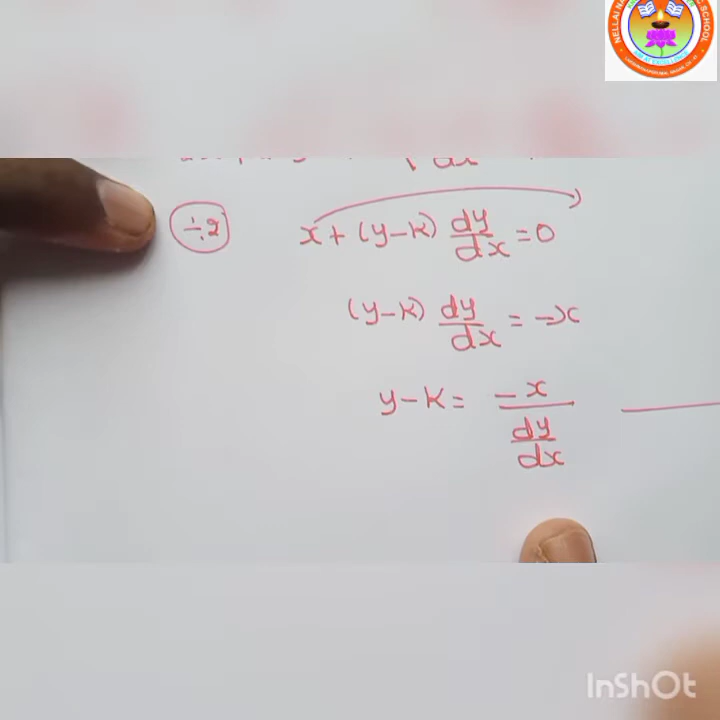 ÷2 x + (y-k) dy/dx = 0
(y-k) dy/dx = -x
y-k = -x / dy/dx
InShOt